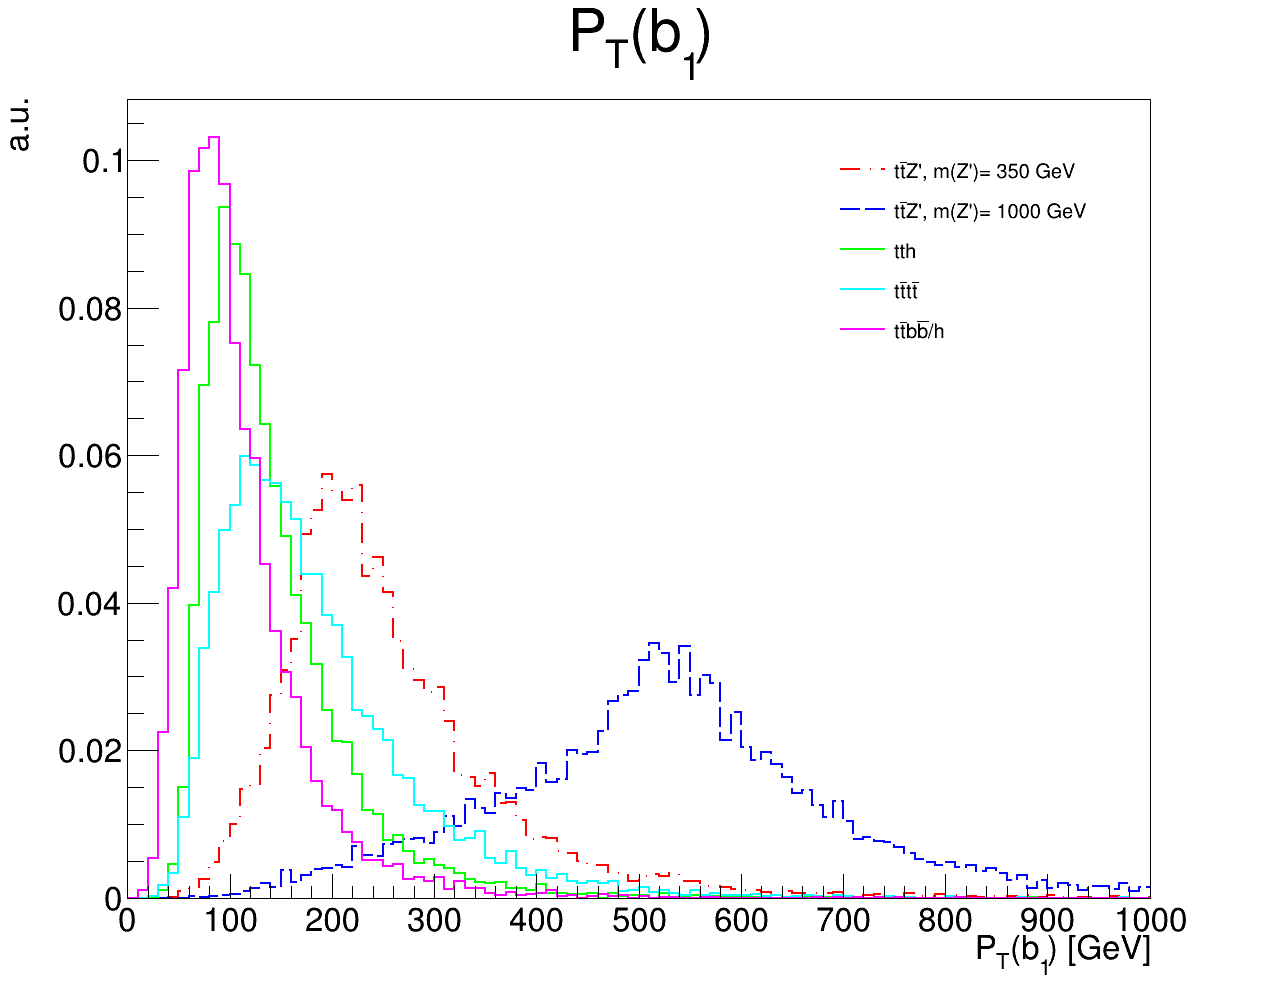 P_T(b_1)
a.u.
0.1
0.08
0.06
0.04
0.02
0
tt̄Z', m(Z')= 350 GeV
tt̄Z', m(Z')= 1000 GeV
tth
tt̄tt̄
tt̄bb̄/h
0 100 200 300 400 500 600 700 800 900 1000
P_T(b_1) [GeV]